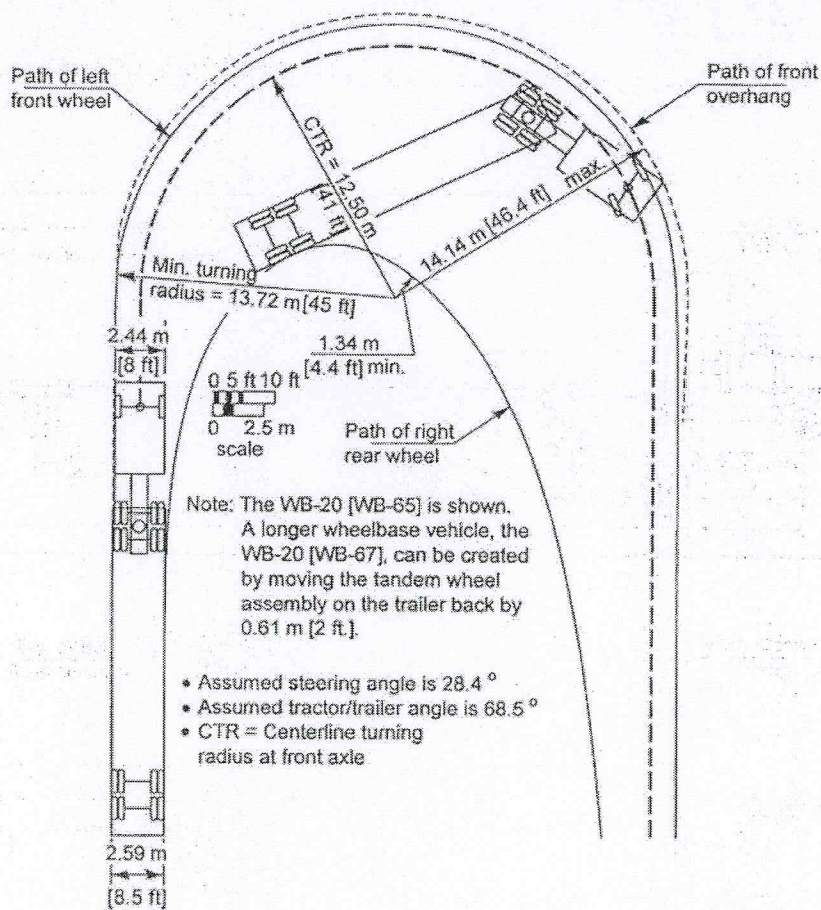 Path of left
front wheel
Path of front
overhang
CTR = 12.50 m
[41 ft]
14.14 m [46.4 ft] max.
Min. turning
radius = 13.72 m [45 ft]
2.44 m
[8 ft]
1.34 m
[4.4 ft] min.
0 5 ft 10 ft
0 2.5 m
scale
Path of right
rear wheel
Note: The WB-20 [WB-65] is shown.
A longer wheelbase vehicle, the
WB-20 [WB-67], can be created
by moving the tandem wheel
assembly on the trailer back by
0.61 m [2 ft.].
• Assumed steering angle is 28.4 °
• Assumed tractor/trailer angle is 68.5 °
• CTR = Centerline turning
radius at front axle
2.59 m
[8.5 ft]